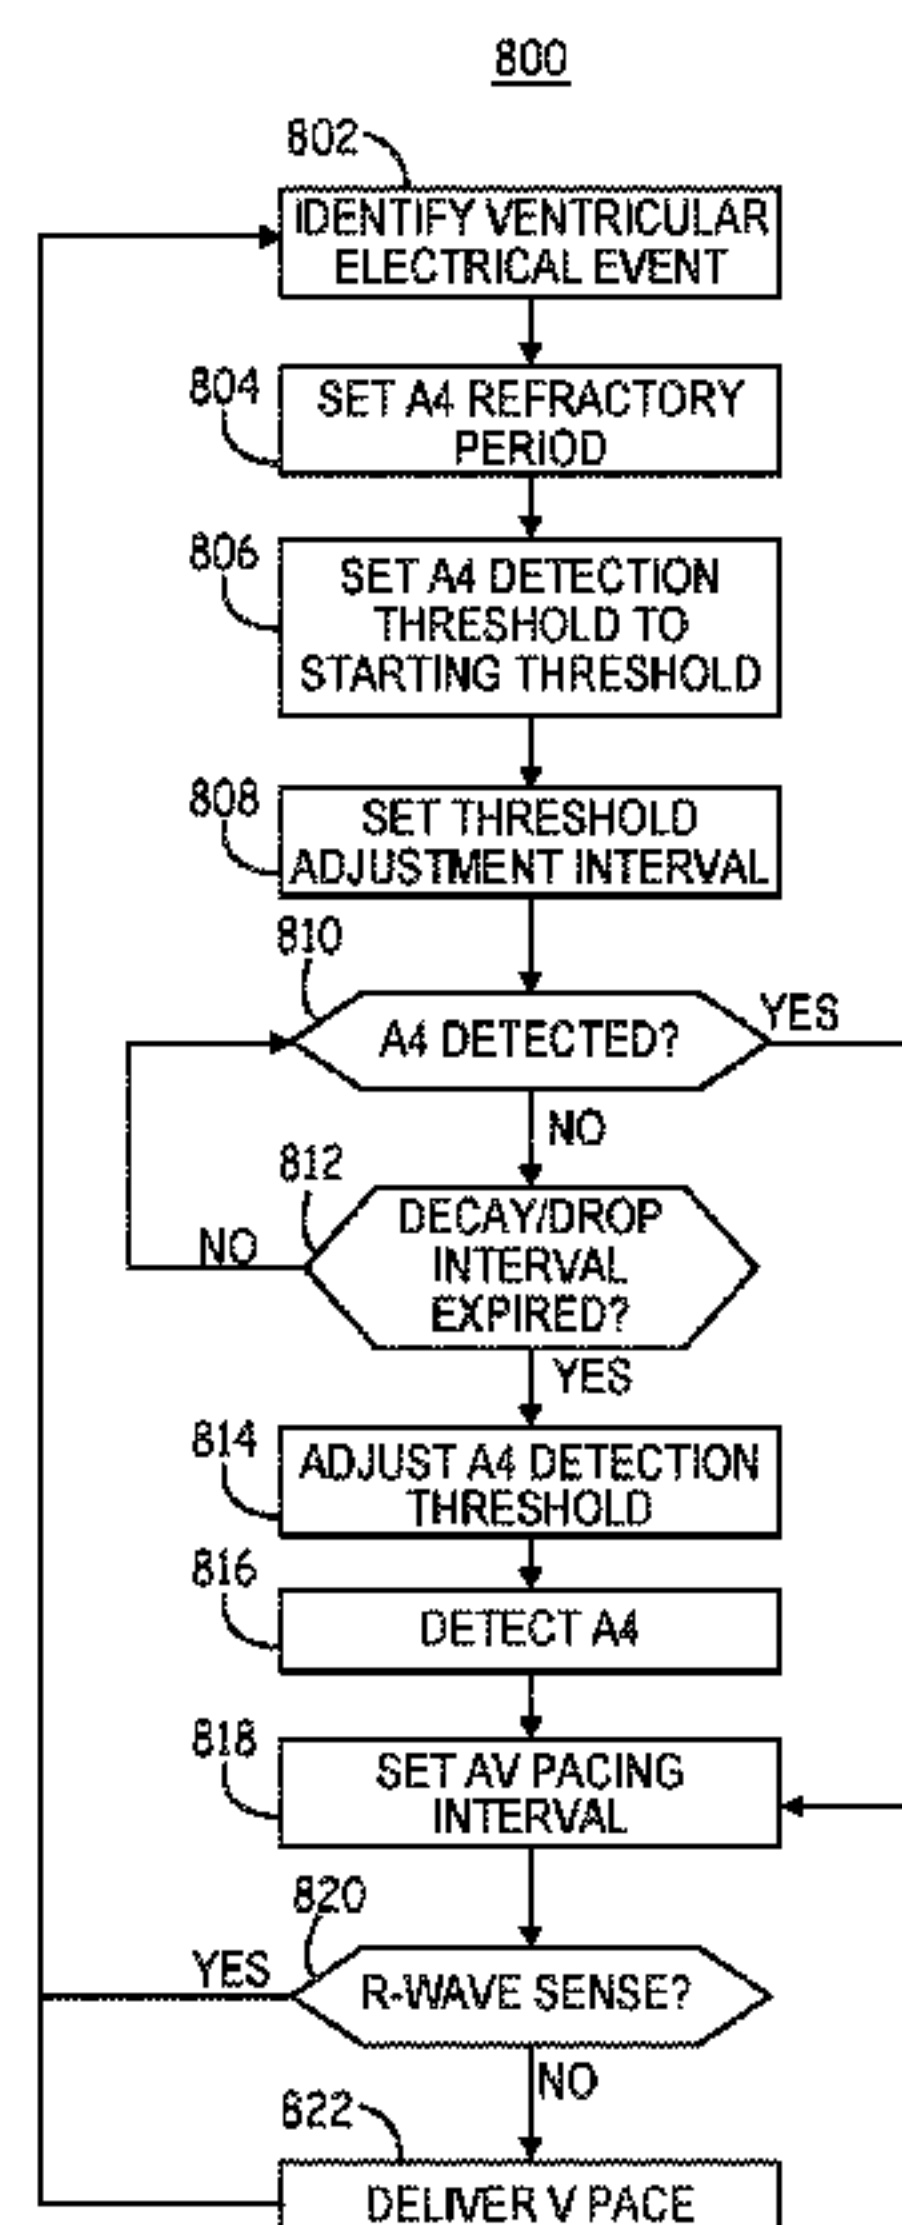 800
802
IDENTIFY VENTRICULAR
ELECTRICAL EVENT
804
SET A4 REFRACTORY
PERIOD
806
SET A4 DETECTION
THRESHOLD TO
STARTING THRESHOLD
808
SET THRESHOLD
ADJUSTMENT INTERVAL
810
A4 DETECTED?
YES
NO
812
DECAY/DROP
INTERVAL
EXPIRED?
NO
YES
814
ADJUST A4 DETECTION
THRESHOLD
816
DETECT A4
818
SET AV PACING
INTERVAL
820
YES
R-WAVE SENSE?
NO
822
DELIVER V PACE